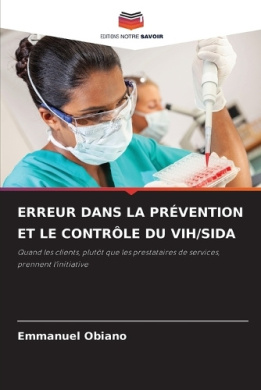 EDITIONS NOTRE SAVOIR
ERREUR DANS LA PRÉVENTION
ET LE CONTRÔLE DU VIH/SIDA
Quand les clients, plutôt que les prestataires de services,
prennent l'initiative
Emmanuel Obiano